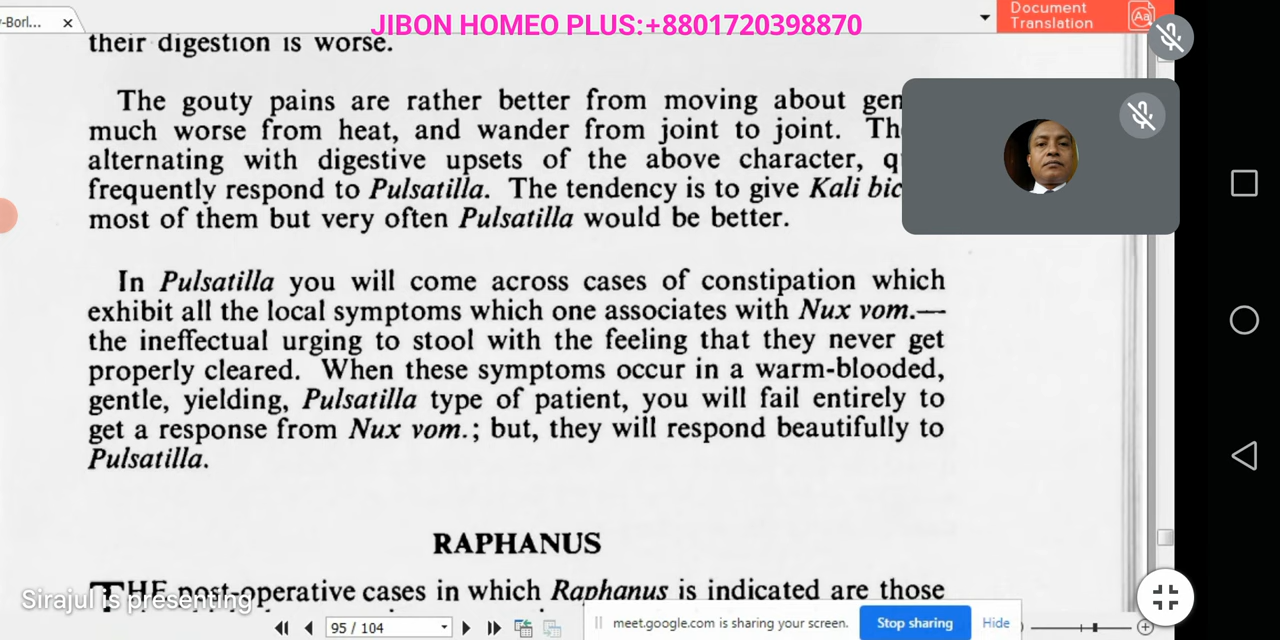 -Borl...
JIBON HOMEO PLUS:+8801720398870
Document
Translation
Aa
their digestion is worse.
The gouty pains are rather better from moving about gen
much worse from heat, and wander from joint to joint. Th
alternating with digestive upsets of the above character, q
frequently respond to Pulsatilla. The tendency is to give Kali bic
most of them but very often Pulsatilla would be better.
In Pulsatilla you will come across cases of constipation which
exhibit all the local symptoms which one associates with Nux vom.—
the ineffectual urging to stool with the feeling that they never get
properly cleared. When these symptoms occur in a warm-blooded,
gentle, yielding, Pulsatilla type of patient, you will fail entirely to
get a response from Nux vom.; but, they will respond beautifully to
Pulsatilla.
RAPHANUS
THE post-operative cases in which Raphanus is indicated are those
Sirajul is presenting
95 / 104
meet.google.com is sharing your screen.
Stop sharing
Hide